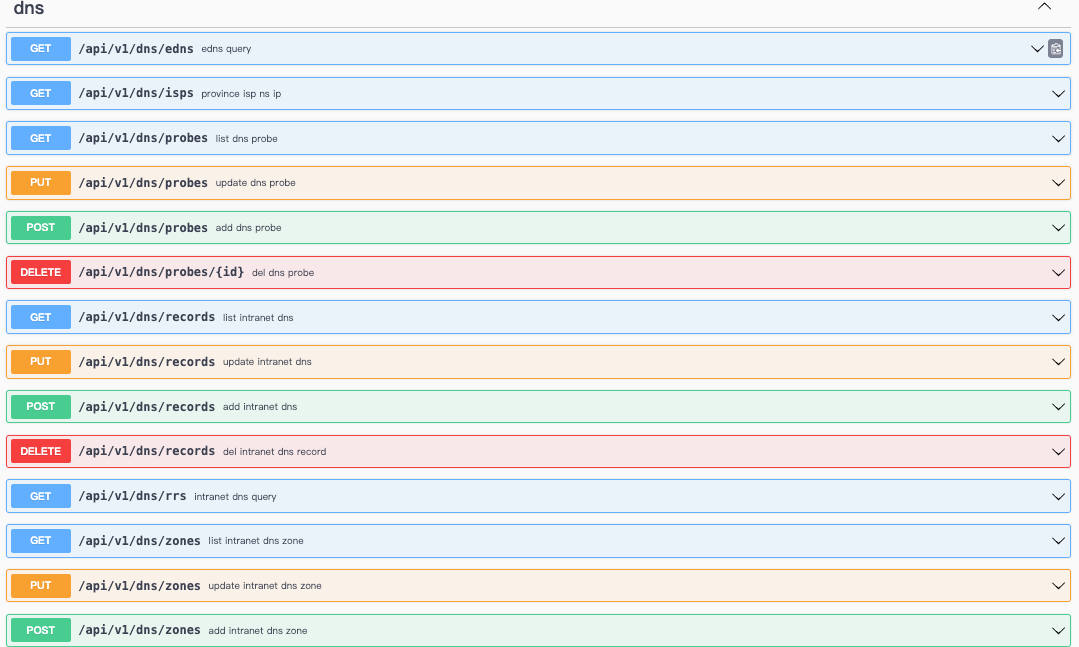 dns
GET /api/v1/dns/edns edns query
GET /api/v1/dns/isps province isp ns ip
GET /api/v1/dns/probes list dns probe
PUT /api/v1/dns/probes update dns probe
POST /api/v1/dns/probes add dns probe
DELETE /api/v1/dns/probes/{id} del dns probe
GET /api/v1/dns/records list intranet dns
PUT /api/v1/dns/records update intranet dns
POST /api/v1/dns/records add intranet dns
DELETE /api/v1/dns/records del intranet dns record
GET /api/v1/dns/rrs intranet dns query
GET /api/v1/dns/zones list intranet dns zone
PUT /api/v1/dns/zones update intranet dns zone
POST /api/v1/dns/zones add intranet dns zone